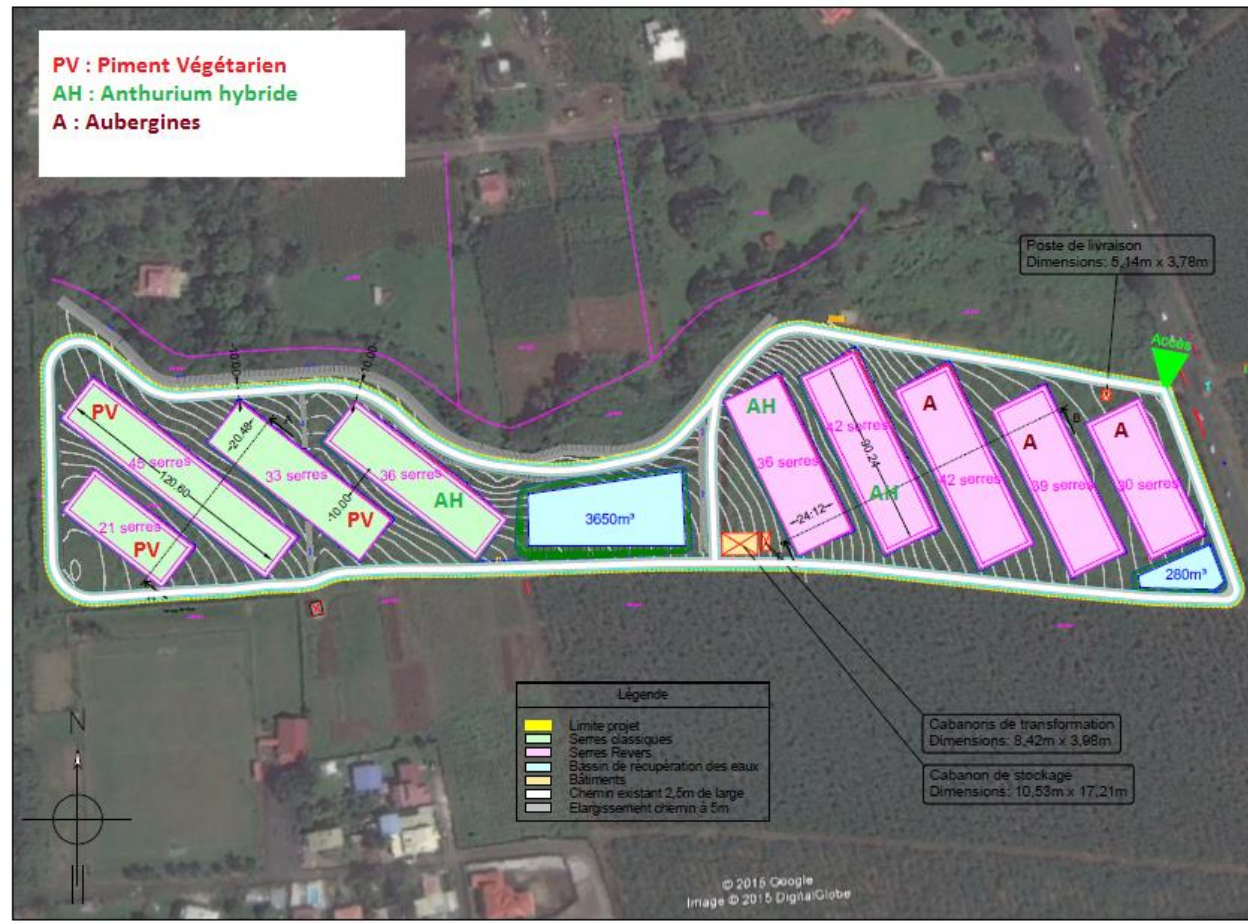 PV : Piment Végétarien
AH : Anthurium hybride
A : Aubergines
Poste de livraison
Dimensions: 5,14m x 3,78m
Accès
PV
45 serres
120.60
21 serres
PV
10.00
20.48
A
33 serres
PV
10.00
10.00
36 serres
AH
3650m³
AH
36 serres
24.12
42 serres
90.24
AH
A
42 serres
A
B
A
280m³
Légende
Limite projet
Serres classiques
Serres Revers
Bassin de récupération des eaux
Bâtiments
Chemin existant 2,5m de large
Elargissement chemin à 5m
Cabanons de transformation
Dimensions: 8,42m x 3,98m
Cabanon de stockage
Dimensions: 10,53m x 17,21m
N
© 2015 Google
Image © 2015 DigitalGlobe